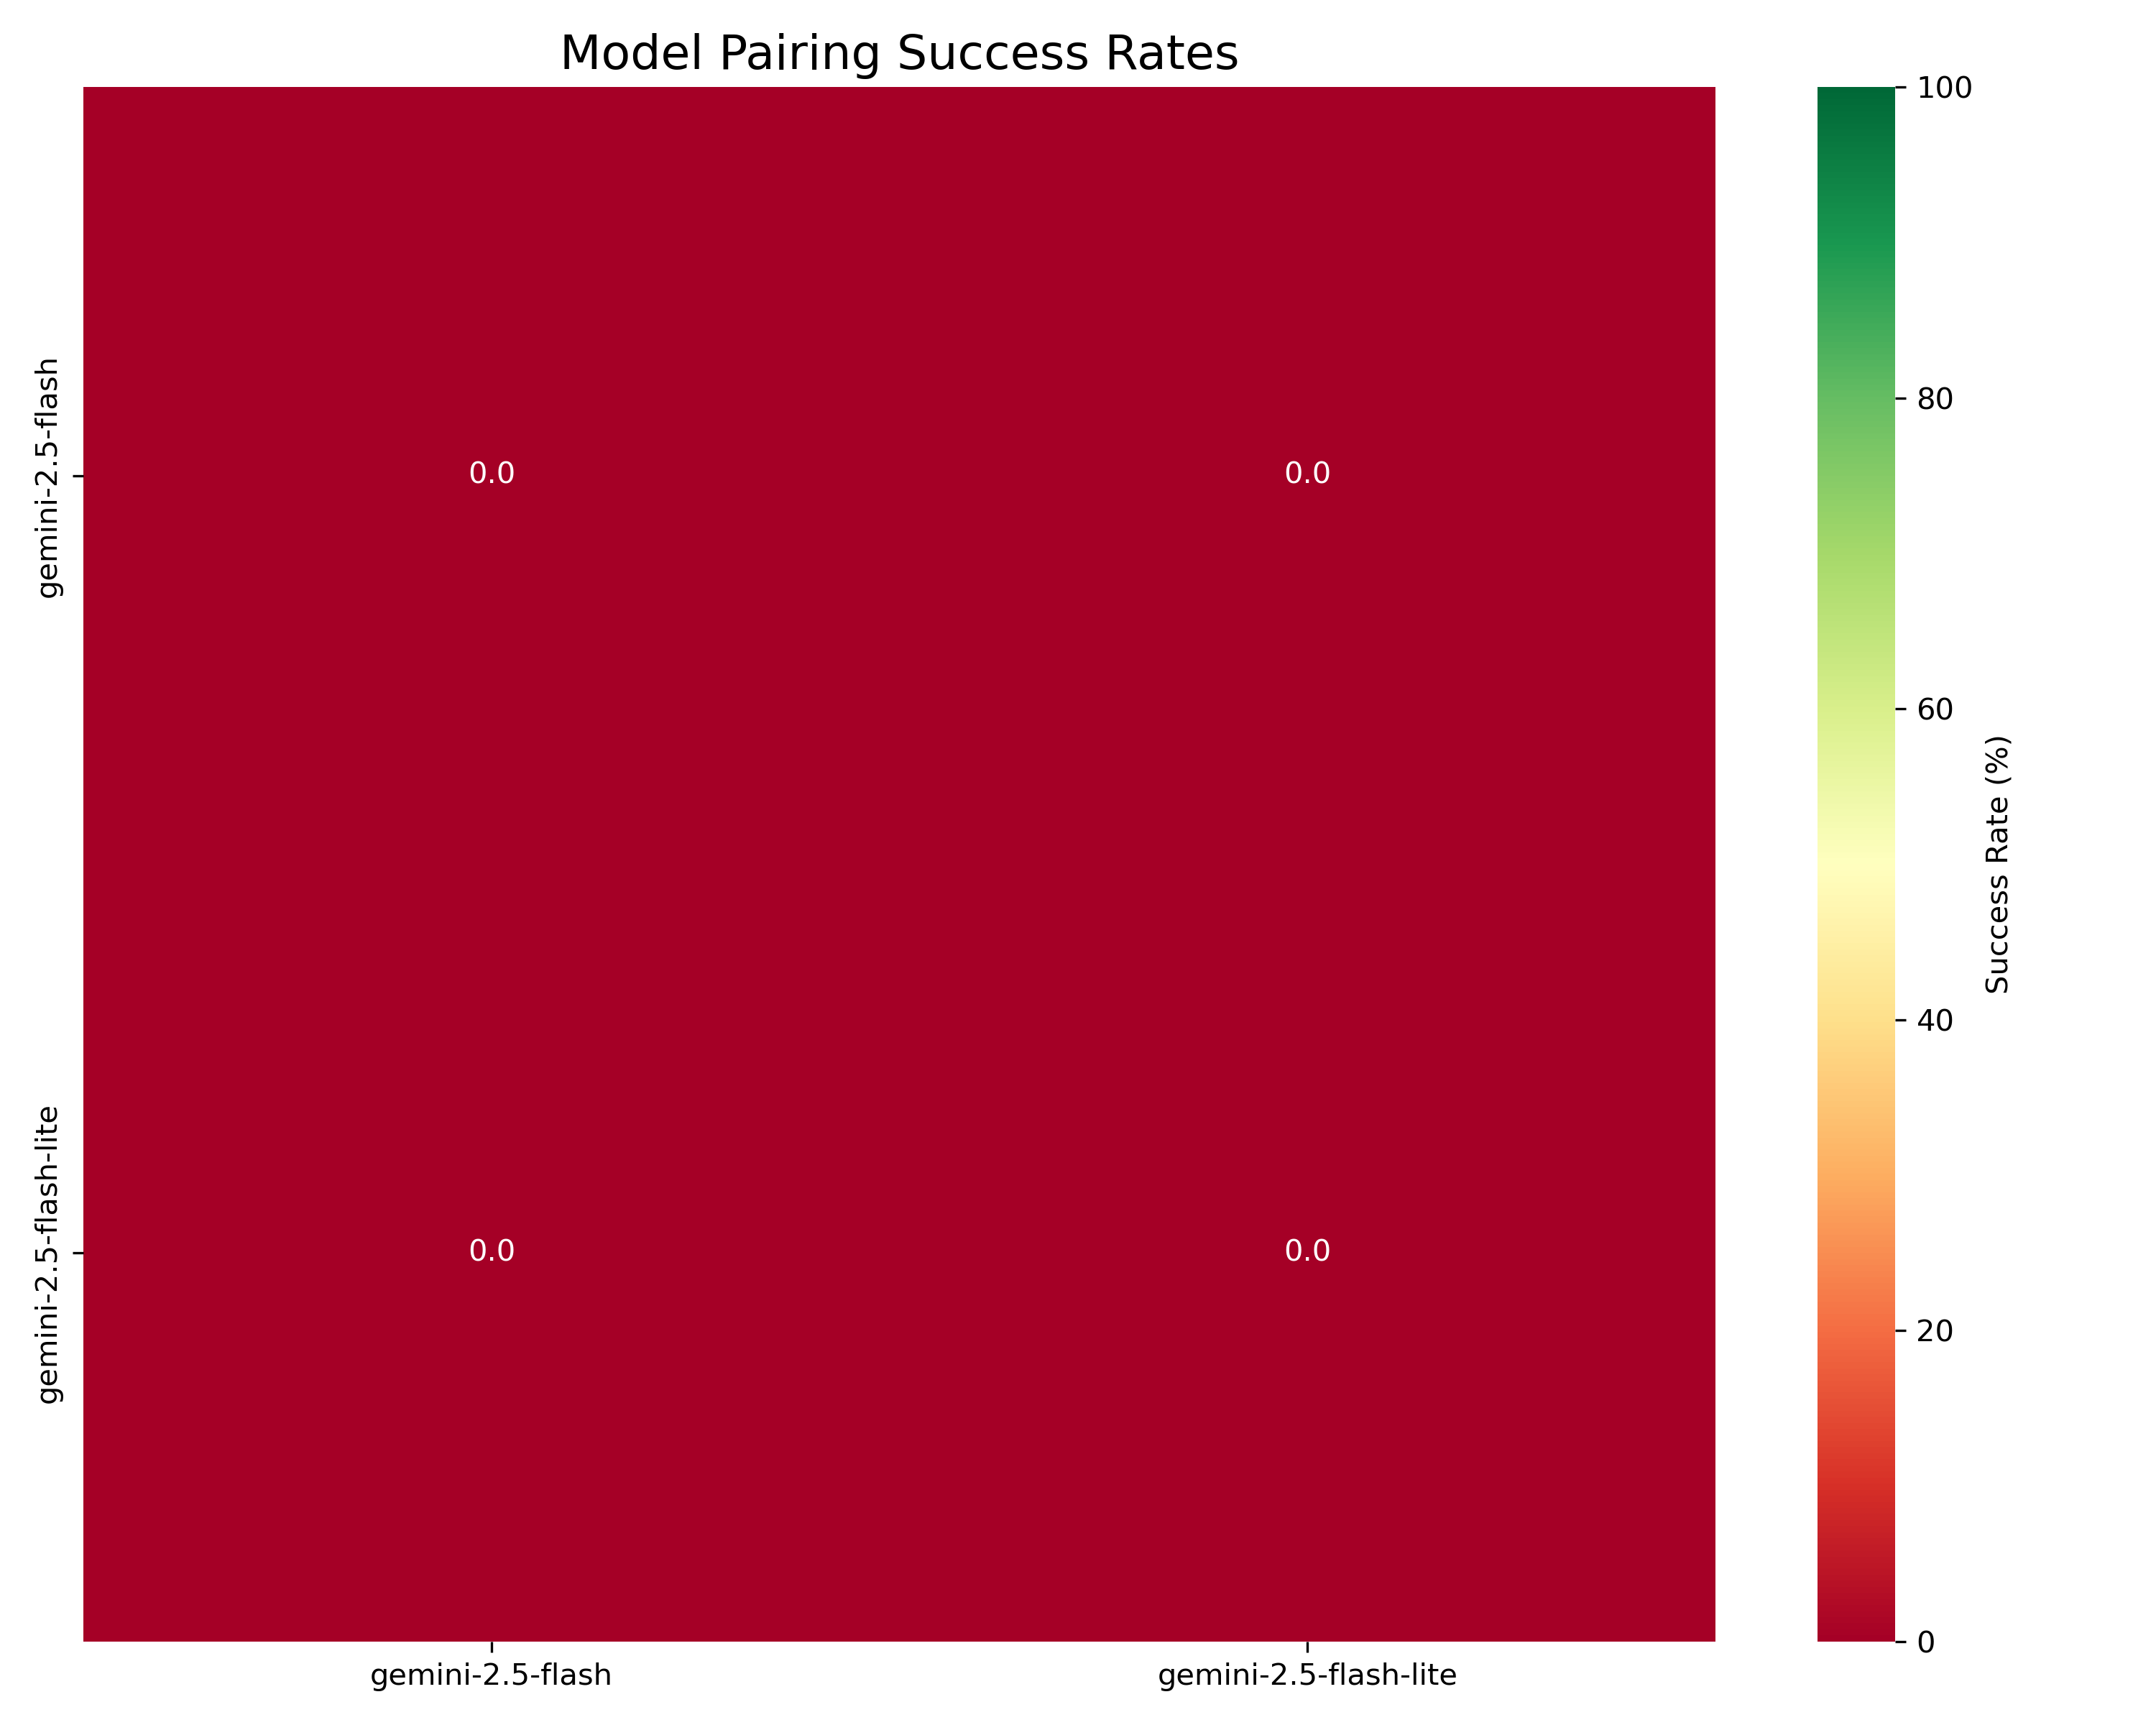 Model Pairing Success Rates
gemini-2.5-flash
0.0
0.0
gemini-2.5-flash-lite
0.0
0.0
gemini-2.5-flash
gemini-2.5-flash-lite
100
80
60
40
20
0
Success Rate (%)